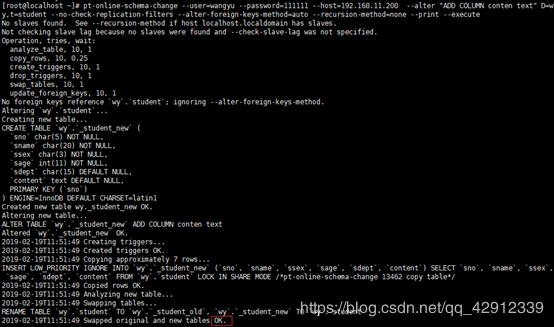 [root@localhost ~]# pt-online-schema-change --user=wangyu --password=111111 --host=192.168.11.200  --alter "ADD COLUMN conten text" D=w
y,t=student --no-check-replication-filters --alter-foreign-keys-method=auto --recursion-method=none --print --execute
No slaves found.  See --recursion-method if host localhost.localdomain has slaves.
Not checking slave lag because no slaves were found and --check-slave-lag was not specified.
Operation, tries, wait:
  analyze_table, 10, 1
  copy_rows, 10, 0.25
  create_triggers, 10, 1
  drop_triggers, 10, 1
  swap_tables, 10, 1
  update_foreign_keys, 10, 1
No foreign keys reference `wy`.`student`; ignoring --alter-foreign-keys-method.
Altering `wy`.`student`...
Creating new table...
CREATE TABLE `wy`.`_student_new` (
  `sno` char(5) NOT NULL,
  `sname` char(20) NOT NULL,
  `ssex` char(3) NOT NULL,
  `sage` int(11) NOT NULL,
  `sdept` char(15) DEFAULT NULL,
  `content` text DEFAULT NULL,
  PRIMARY KEY (`sno`)
) ENGINE=InnoDB DEFAULT CHARSET=latin1
Created new table wy._student_new OK.
Altering new table...
ALTER TABLE `wy`.`_student_new` ADD COLUMN conten text
Altered `wy`.`_student_new` OK.
2019-02-19T11:51:49 Creating triggers...
2019-02-19T11:51:49 Created triggers OK.
2019-02-19T11:51:49 Copying approximately 7 rows...
INSERT LOW_PRIORITY IGNORE INTO `wy`.`_student_new` (`sno`, `sname`, `ssex`, `sage`, `sdept`, `content`) SELECT `sno`, `sname`, `ssex`,
 `sage`, `sdept`, `content` FROM `wy`.`student` LOCK IN SHARE MODE /*pt-online-schema-change 13462 copy table*/
2019-02-19T11:51:49 Copied rows OK.
2019-02-19T11:51:49 Analyzing new table...
2019-02-19T11:51:49 Swapping tables...
RENAME TABLE `wy`.`student` TO `wy`.`_student_old`, `wy`.`_student_new` TO `wy`.`student`
2019-02-19T11:51:49 Swapped original and new tables OK.
https://blog.csdn.net/qq_42912339